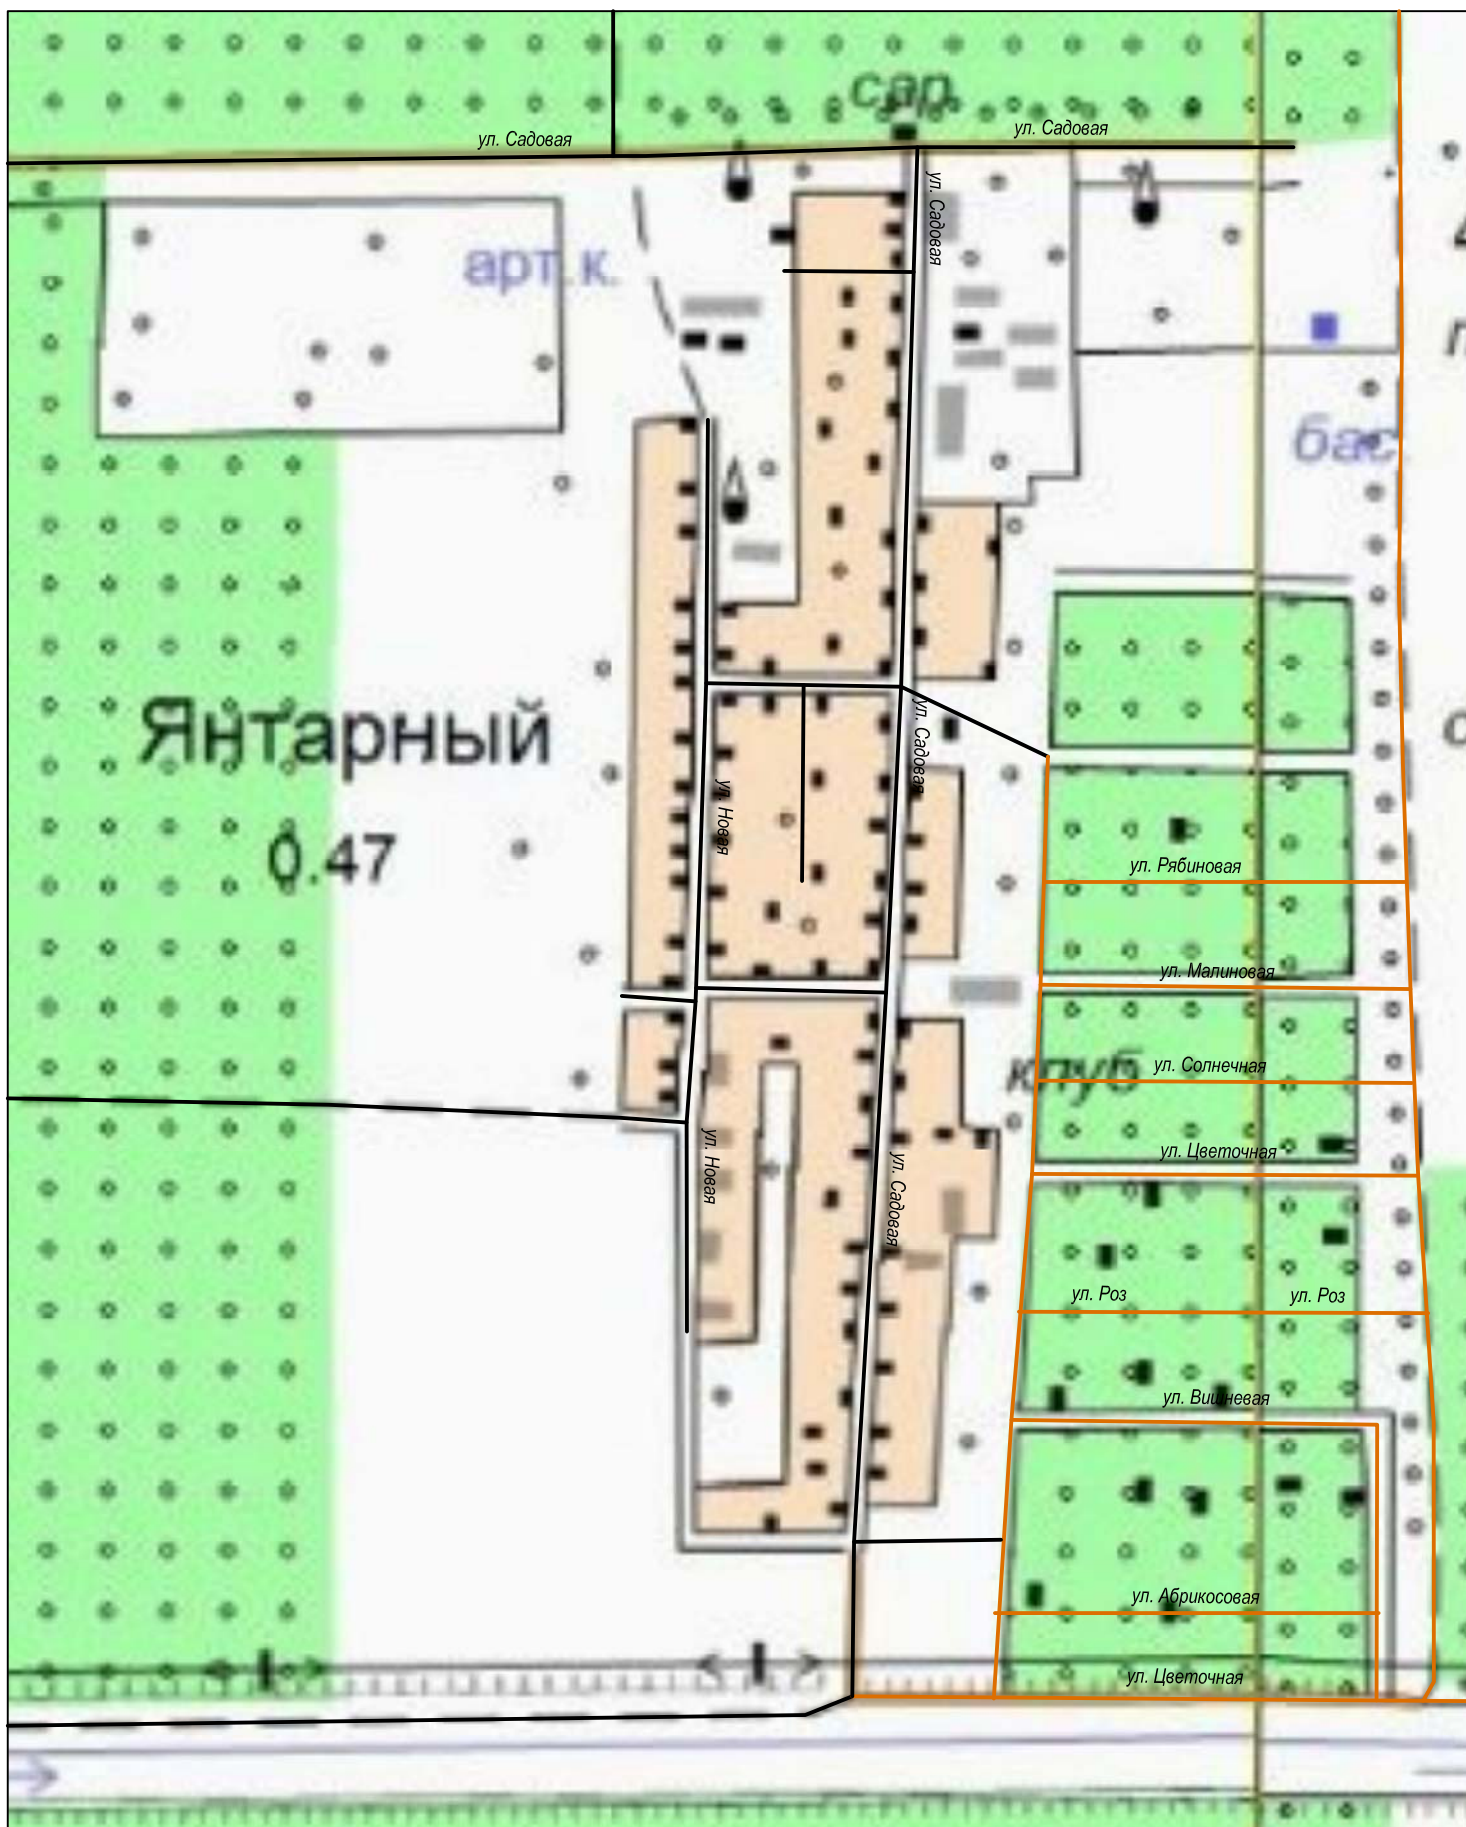 сар.
ул. Садовая
ул. Садовая
ул. Садовая
арт.к.
бас
Янтарный
0.47
ул. Садовая
ул. Новая
ул. Рябиновая
ул. Малиновая
клуб
ул. Солнечная
ул. Цветочная
ул. Новая
ул. Садовая
ул. Роз
ул. Роз
ул. Вишневая
ул. Абрикосовая
ул. Цветочная